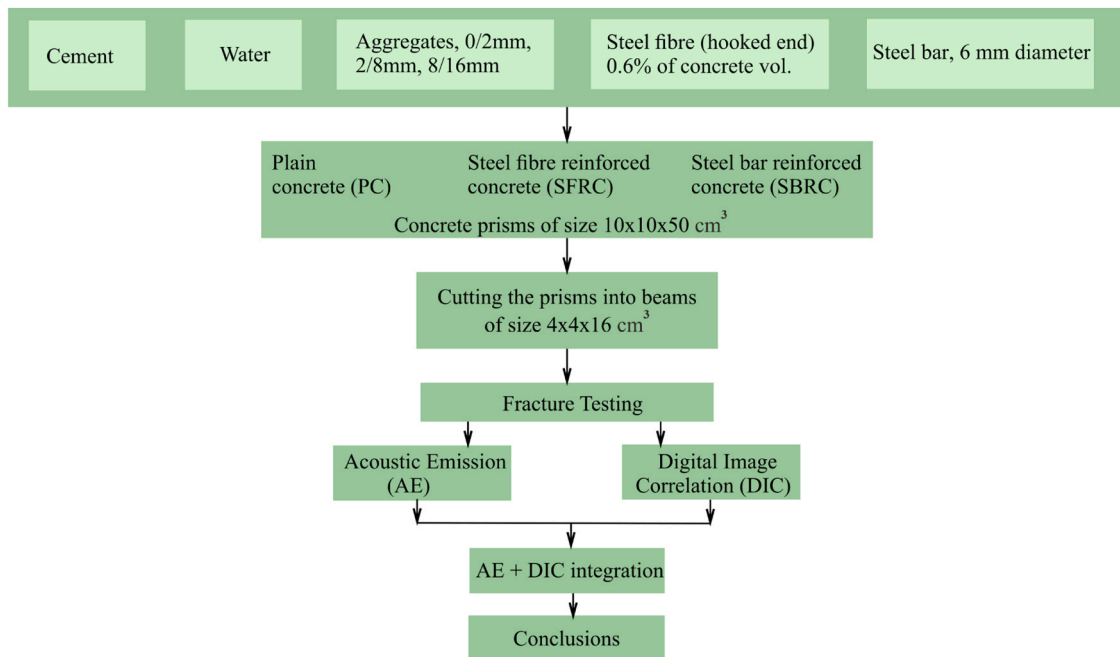 Cement
Water
Aggregates, 0/2mm,
2/8mm, 8/16mm
Steel fibre (hooked end)
0.6% of concrete vol.
Steel bar, 6 mm diameter
Plain
concrete (PC)
Steel fibre reinforced
concrete (SFRC)
Steel bar reinforced
concrete (SBRC)
Concrete prisms of size 10x10x50 cm³
Cutting the prisms into beams
of size 4x4x16 cm³
Fracture Testing
Acoustic Emission
(AE)
Digital Image
Correlation (DIC)
AE + DIC integration
Conclusions